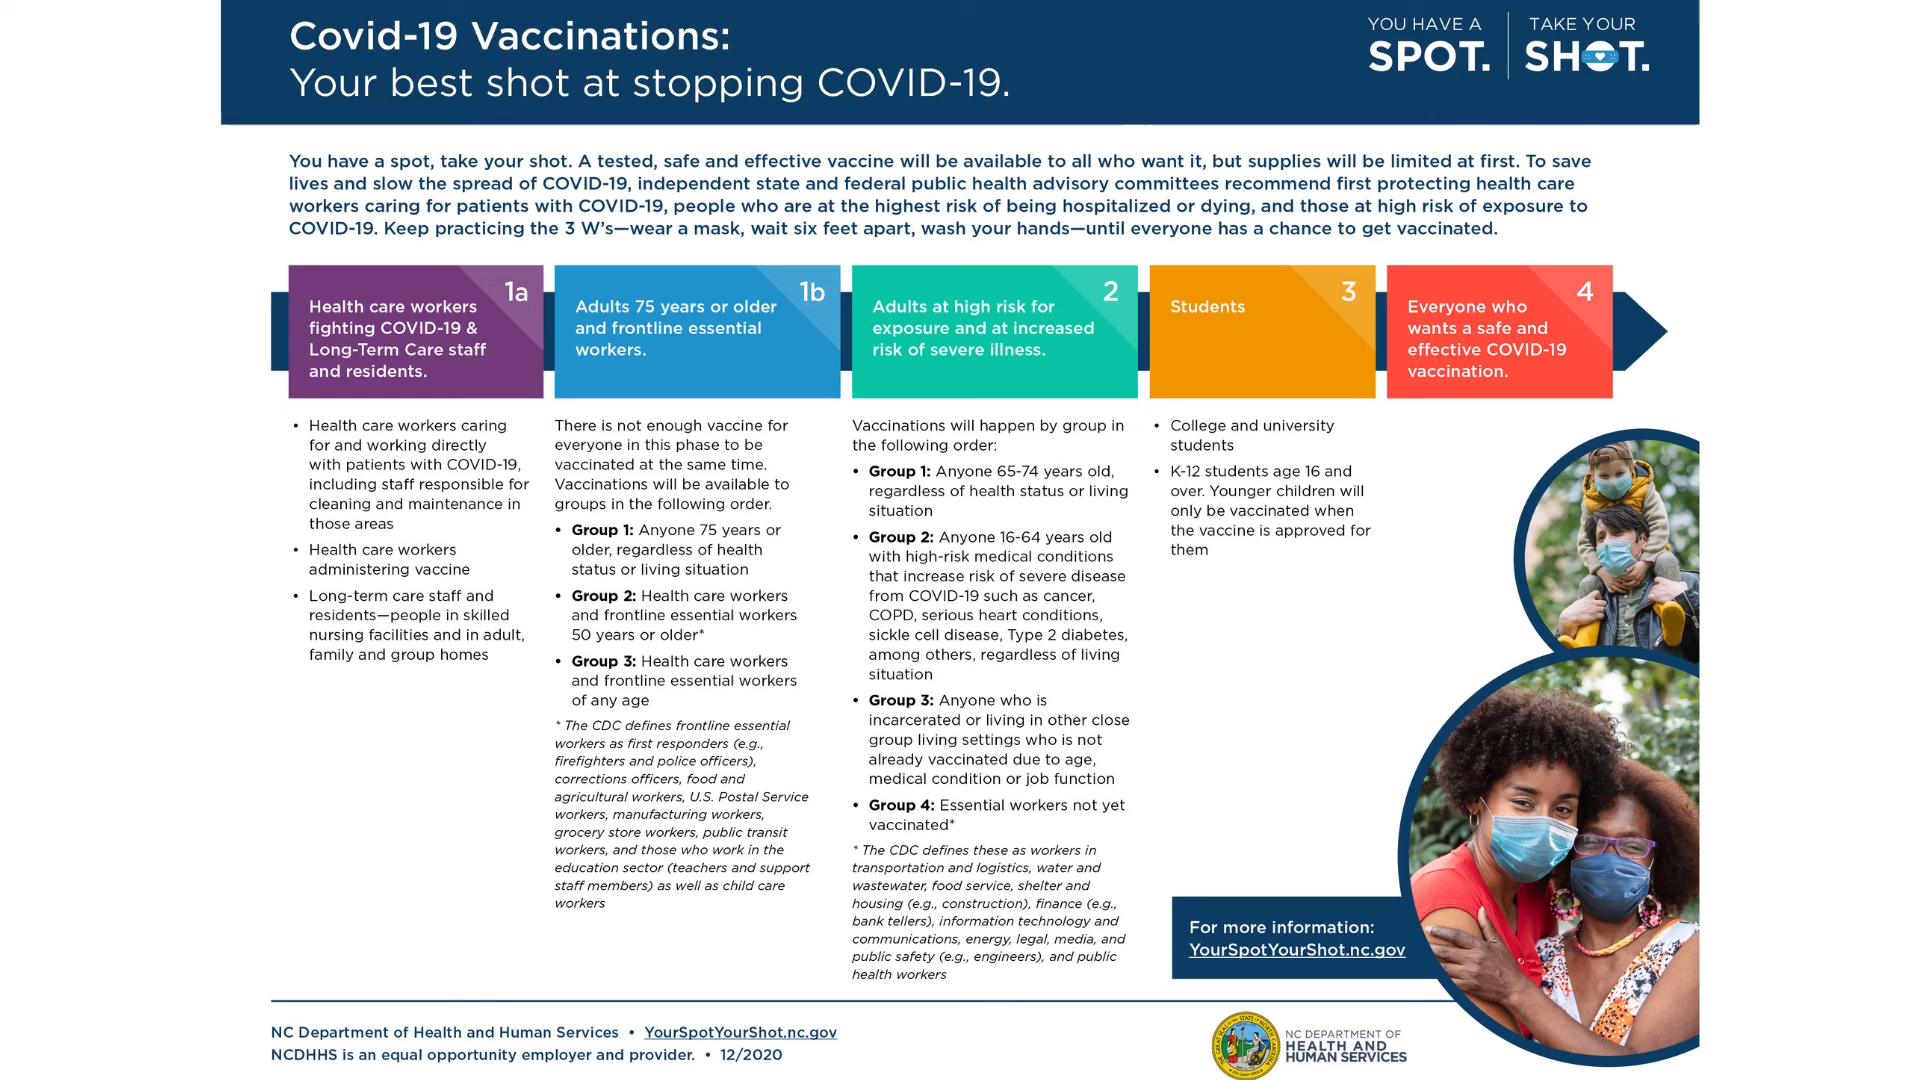 Covid-19 Vaccinations:
Your best shot at stopping COVID-19.
YOU HAVE A
SPOT.
TAKE YOUR
SHOT.
You have a spot, take your shot. A tested, safe and effective vaccine will be available to all who want it, but supplies will be limited at first. To save
lives and slow the spread of COVID-19, independent state and federal public health advisory committees recommend first protecting health care
workers caring for patients with COVID-19, people who are at the highest risk of being hospitalized or dying, and those at high risk of exposure to
COVID-19. Keep practicing the 3 W's—wear a mask, wait six feet apart, wash your hands—until everyone has a chance to get vaccinated.
1a
Health care workers
fighting COVID-19 &
Long-Term Care staff
and residents.
• Health care workers caring
for and working directly
with patients with COVID-19,
including staff responsible for
cleaning and maintenance in
those areas
• Health care workers
administering vaccine
• Long-term care staff and
residents—people in skilled
nursing facilities and in adult,
family and group homes
1b
Adults 75 years or older
and frontline essential
workers.
There is not enough vaccine for
everyone in this phase to be
vaccinated at the same time.
Vaccinations will be available to
groups in the following order.
• Group 1: Anyone 75 years or
older, regardless of health
status or living situation
• Group 2: Health care workers
and frontline essential workers
50 years or older*
• Group 3: Health care workers
and frontline essential workers
of any age
* The CDC defines frontline essential
workers as first responders (e.g.,
firefighters and police officers),
corrections officers, food and
agricultural workers, U.S. Postal Service
workers, manufacturing workers,
grocery store workers, public transit
workers, and those who work in the
education sector (teachers and support
staff members) as well as child care
workers
2
Adults at high risk for
exposure and at increased
risk of severe illness.
Vaccinations will happen by group in
the following order:
• Group 1: Anyone 65-74 years old,
regardless of health status or living
situation
• Group 2: Anyone 16-64 years old
with high-risk medical conditions
that increase risk of severe disease
from COVID-19 such as cancer,
COPD, serious heart conditions,
sickle cell disease, Type 2 diabetes,
among others, regardless of living
situation
• Group 3: Anyone who is
incarcerated or living in other close
group living settings who is not
already vaccinated due to age,
medical condition or job function
• Group 4: Essential workers not yet
vaccinated*
* The CDC defines these as workers in
transportation and logistics, water and
wastewater, food service, shelter and
housing (e.g., construction), finance (e.g.,
bank tellers), information technology and
communications, energy, legal, media, and
public safety (e.g., engineers), and public
health workers
3
Students
• College and university
students
• K-12 students age 16 and
over. Younger children will
only be vaccinated when
the vaccine is approved for
them
4
Everyone who
wants a safe and
effective COVID-19
vaccination.
For more information:
YourSpotYourShot.nc.gov
NC Department of Health and Human Services • YourSpotYourShot.nc.gov
NCDHHS is an equal opportunity employer and provider. • 12/2020
NC DEPARTMENT OF
HEALTH AND
HUMAN SERVICES